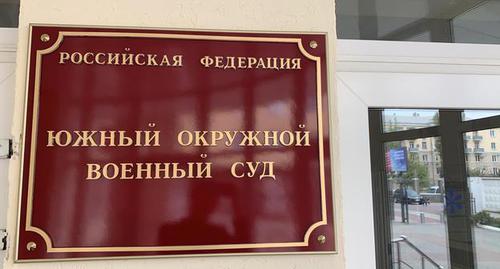 РОССИЙСКАЯ ФЕДЕРАЦИЯ
ЮЖНЫЙ ОКРУЖНОЙ
ВОЕННЫЙ СУД